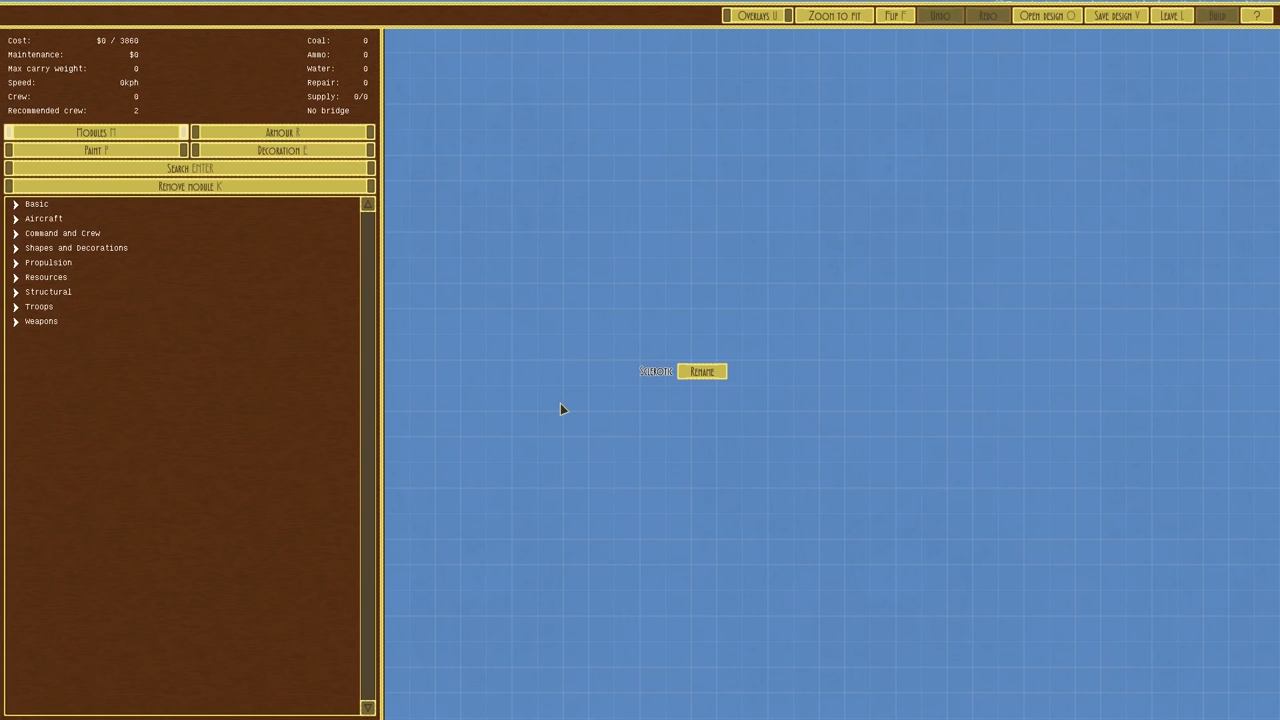 Overlays U Zoom to fit Flip F Undo Redo Open design O Save design V Leave L Build ?
Cost: $0 / 3860 Coal: 0
Maintenance: $0 Ammo: 0
Max carry weight: 0 Water: 0
Speed: 0kph Repair: 0
Crew: 0 Supply: 0/0
Recommended crew: 2 No bridge
Modules M Armour R
Paint P Decoration E
Search ENTER
Remove module K
Basic
Aircraft
Command and Crew
Shapes and Decorations
Propulsion
Resources
Structural
Troops
Weapons
Sclerotic Rename